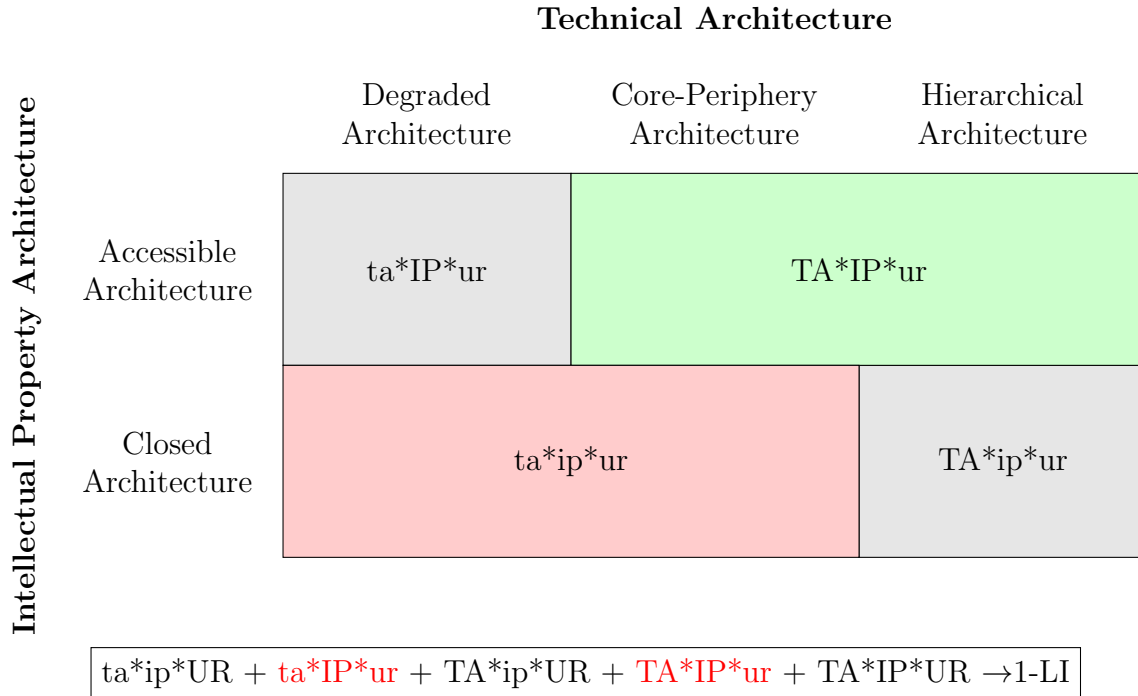 Technical Architecture
Degraded
Architecture
Core-Periphery
Architecture
Hierarchical
Architecture
Intellectual Property Architecture
Accessible
Architecture
ta*IP*ur
TA*IP*ur
Closed
Architecture
ta*ip*ur
TA*ip*ur
ta*ip*UR + ta*IP*ur + TA*ip*UR + TA*IP*ur + TA*IP*UR →1-LI